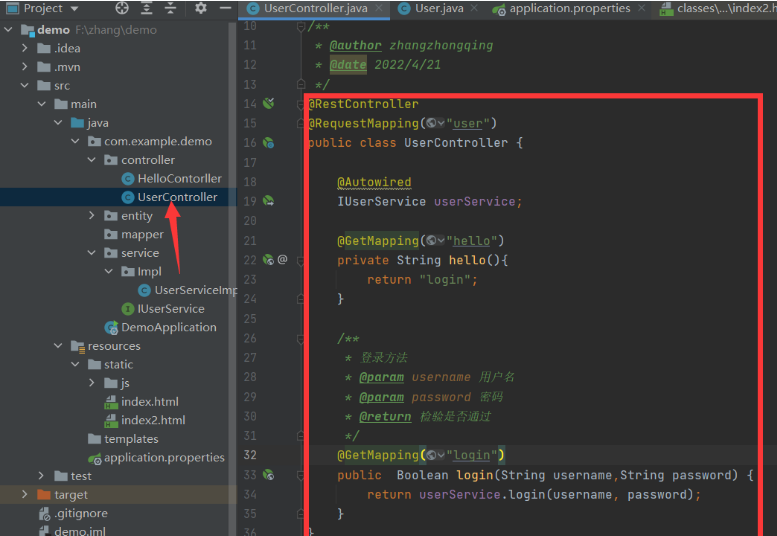 Project
demo F:\zhang\demo
.idea
.mvn
src
main
java
com.example.demo
controller
HelloContorller
UserController
entity
mapper
service
Impl
UserServiceImp
IUserService
DemoApplication
resources
static
js
index.html
index2.html
templates
application.properties
test
target
.gitignore
demo.iml
UserController.java
User.java
application.properties
classes\...\index2.h
10 /**
11 * @author zhangzhongqing
12 * @date 2022/4/21
13 */
14 @RestController
15 @RequestMapping("user")
16 public class UserController {
17
18 @Autowired
19 IUserService userService;
20
21 @GetMapping("hello")
22 @ private String hello(){
23 return "login";
24 }
25
26 /**
27 * 登录方法
28 * @param username 用户名
29 * @param password 密码
30 * @return 检验是否通过
31 */
32 @GetMapping("login")
33 public Boolean login(String username,String password) {
34 return userService.login(username, password);
35 }
36 }